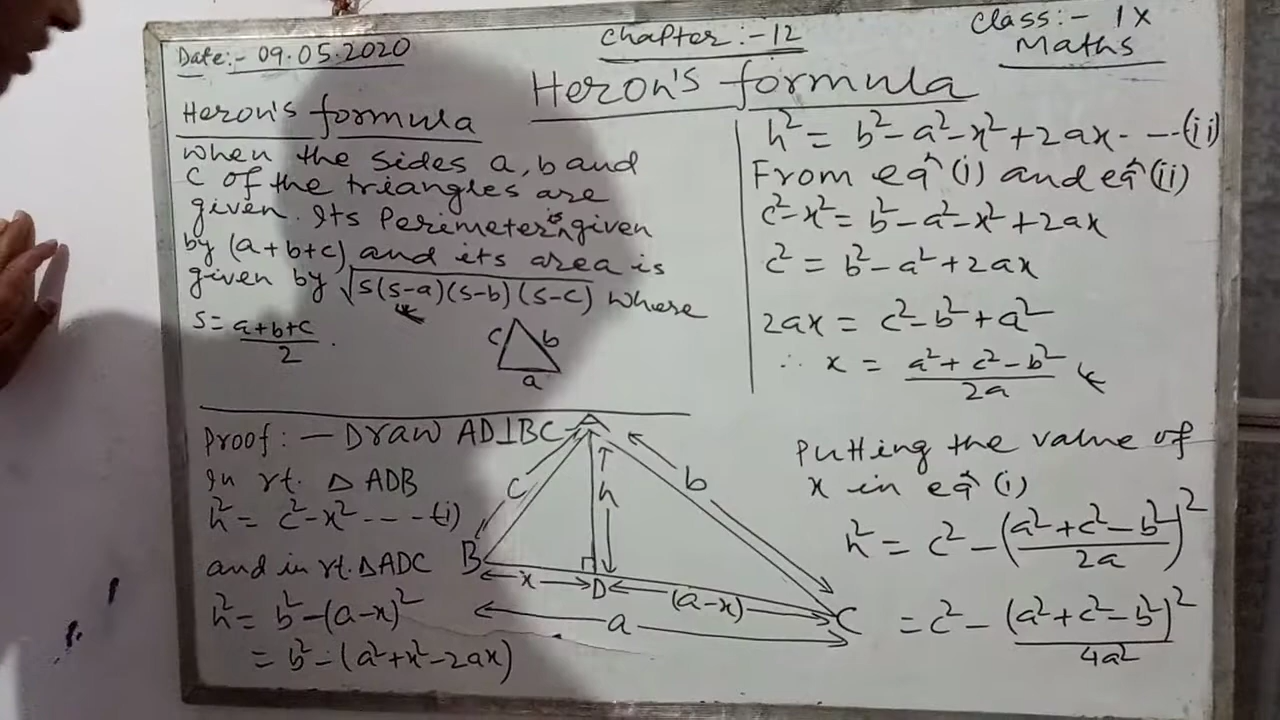 Date:- 09.05.2020
Chapter:-12
Class:- IX
Maths
Heron's formula
Heron's formula
When the sides a, b and
c of the triangles are
given. Its Perimeter is given
by (a+b+c) and its area is
given by √s(s-a)(s-b)(s-c) where
s = a+b+c
2 .
c b
a
Proof: — Draw AD⊥BC
In rt. △ ADB
h² = c²-x² ---- (i)
and in rt. △ADC
h² = b²-(a-x)²
= b²-(a²+x²-2ax)
A
c h b
B x D (a-x) C
a
h² = b²-a²-x²+2ax- --- (ii)
From eqⁿ (i) and eqⁿ (ii)
c²-x² = b²-a²-x²+2ax
c² = b²-a²+2ax
2ax = c²-b²+a²
∴ x = a²+c²-b²
2a
Putting the value of
x in eqⁿ (i)
h² = c² - (a²+c²-b²)²
2a
= c² - (a²+c²-b²)²
4a²